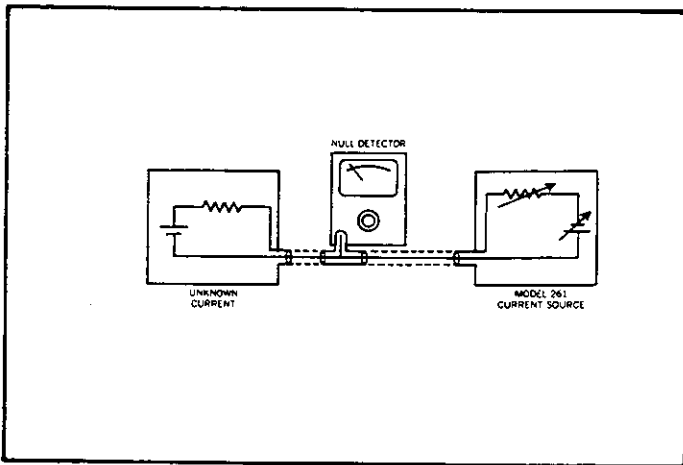 NULL DETECTOR
UNKNOWN
CURRENT
MODEL 261
CURRENT SOURCE